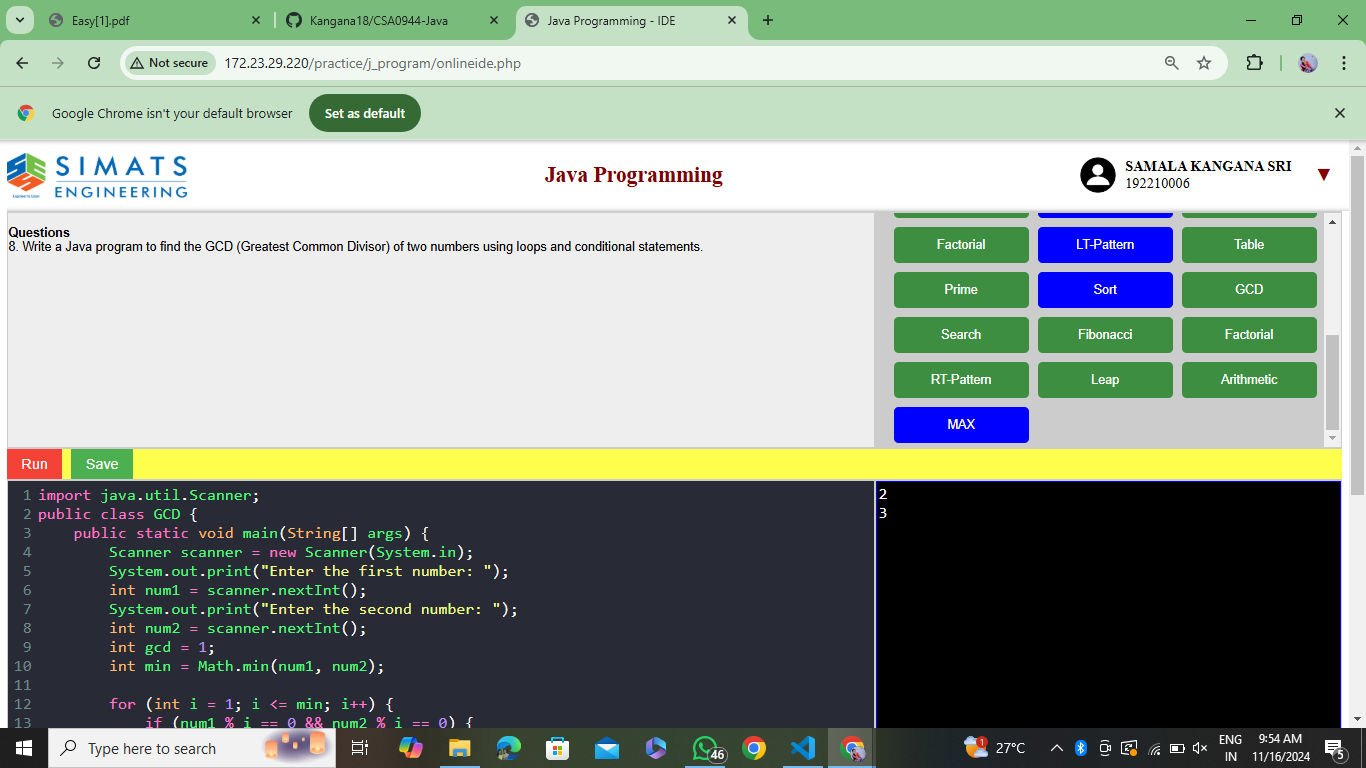 Easy[1].pdf
Kangana18/CSA0944-Java
Java Programming - IDE
Not secure
172.23.29.220/practice/j_program/onlineide.php
Google Chrome isn't your default browser
Set as default
SIMATS
ENGINEERING
Java Programming
SAMALA KANGANA SRI
192210006
Questions
8. Write a Java program to find the GCD (Greatest Common Divisor) of two numbers using loops and conditional statements.
Factorial LT-Pattern Table
Prime Sort GCD
Search Fibonacci Factorial
RT-Pattern Leap Arithmetic
MAX
Run Save
1 import java.util.Scanner;
2 public class GCD {
3 public static void main(String[] args) {
4 Scanner scanner = new Scanner(System.in);
5 System.out.print("Enter the first number: ");
6 int num1 = scanner.nextInt();
7 System.out.print("Enter the second number: ");
8 int num2 = scanner.nextInt();
9 int gcd = 1;
10 int min = Math.min(num1, num2);
11
12 for (int i = 1; i <= min; i++) {
13 if (num1 % i == 0 && num2 % i == 0) {
2
3
Type here to search
46
1
27°C
ENG
IN
9:54 AM
11/16/2024
5